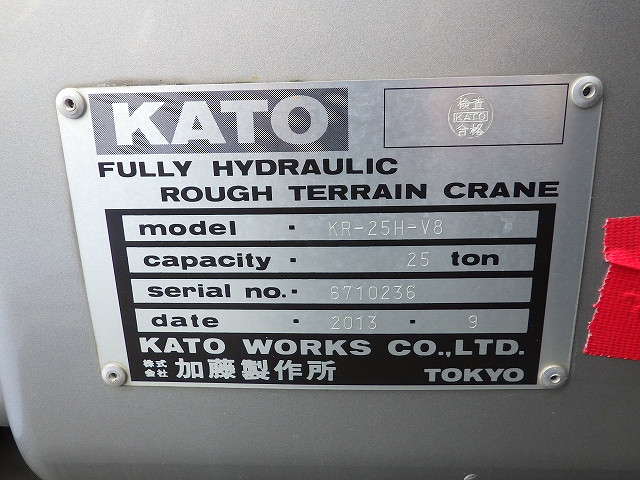 KATO
検査
KATO
合格
FULLY HYDRAULIC
ROUGH TERRAIN CRANE
model · KR-25H-V8
capacity · 25 ton
serial no. · 6710236
date · 2013 · 9
KATO WORKS CO.,LTD.
株式会社 加藤製作所 TOKYO